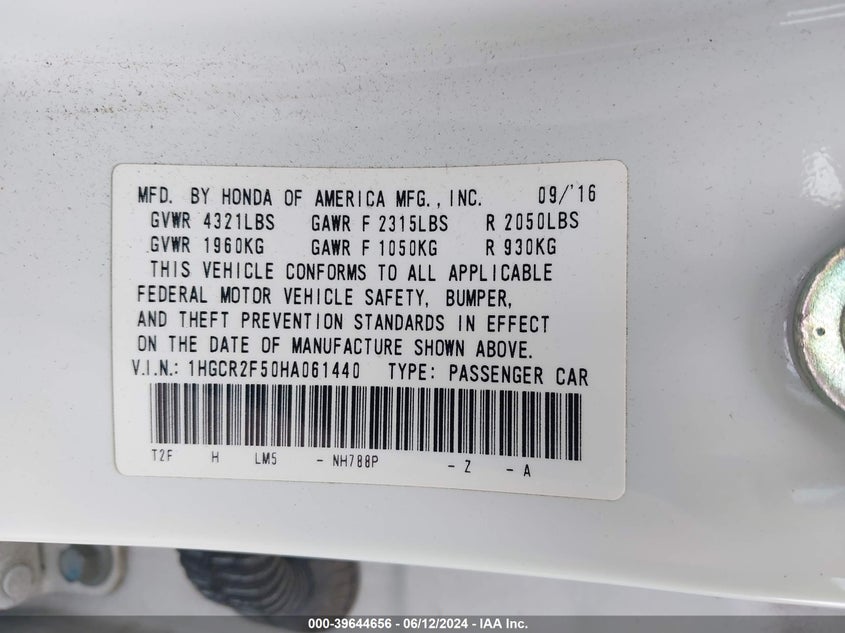 MFD. BY HONDA OF AMERICA MFG., INC. 09/'16
GVWR 4321LBS GAWR F 2315LBS R 2050LBS
GVWR 1960KG GAWR F 1050KG R 930KG
THIS VEHICLE CONFORMS TO ALL APPLICABLE
FEDERAL MOTOR VEHICLE SAFETY, BUMPER,
AND THEFT PREVENTION STANDARDS IN EFFECT
ON THE DATE OF MANUFACTURE SHOWN ABOVE.
V.I.N.: 1HGCR2F50HA061440 TYPE: PASSENGER CAR
T2F H LM5 - NH788P - Z - A
000-39644656 - 06/12/2024 - IAA Inc.